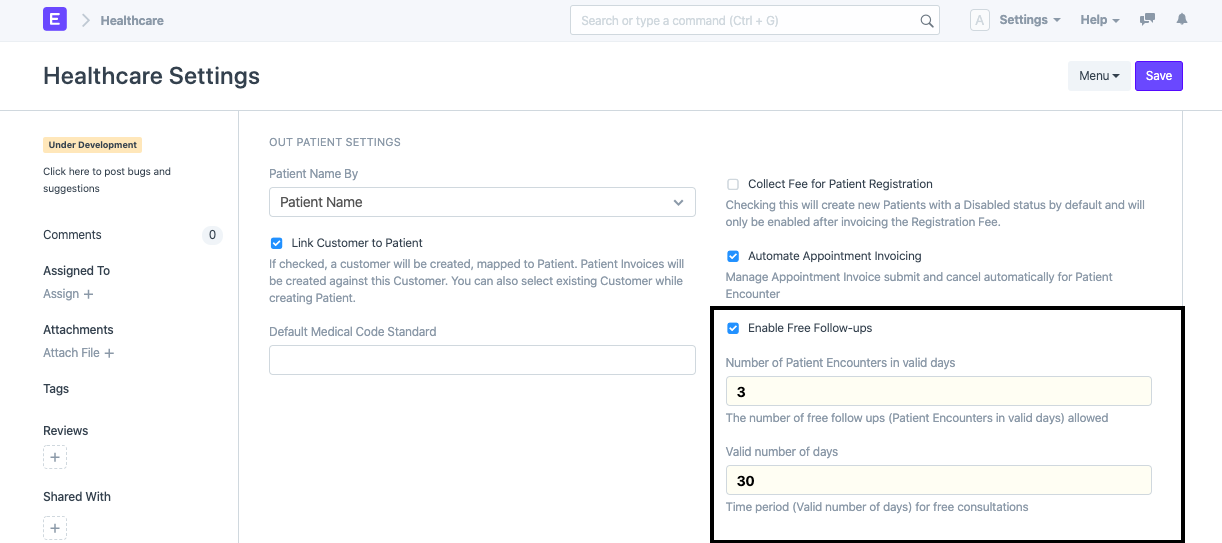 E
Healthcare
Search or type a command (Ctrl + G)
A
Settings
Help
Healthcare Settings
Menu
Save
Under Development
Click here to post bugs and
suggestions
Comments
0
Assigned To
Assign +
Attachments
Attach File +
Tags
Reviews
+
Shared With
+
OUT PATIENT SETTINGS
Patient Name By
Patient Name
Link Customer to Patient
If checked, a customer will be created, mapped to Patient. Patient Invoices will
be created against this Customer. You can also select existing Customer while
creating Patient.
Default Medical Code Standard
Collect Fee for Patient Registration
Checking this will create new Patients with a Disabled status by default and will
only be enabled after invoicing the Registration Fee.
Automate Appointment Invoicing
Manage Appointment Invoice submit and cancel automatically for Patient
Encounter
Enable Free Follow-ups
Number of Patient Encounters in valid days
3
The number of free follow ups (Patient Encounters in valid days) allowed
Valid number of days
30
Time period (Valid number of days) for free consultations